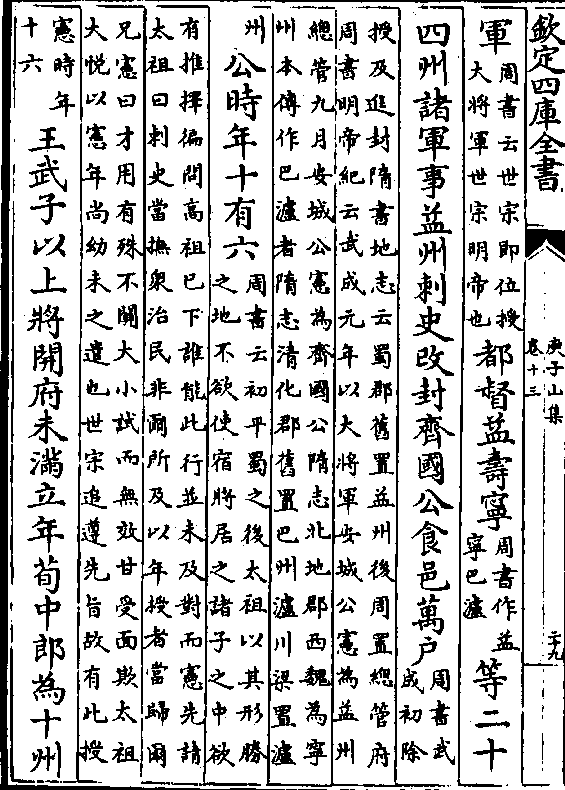 欽定四庫全書
庾子山集
卷十三
二十九
軍
周書云世宗即位授
大將軍世宗明帝也
都督益壽寧
周書作益
寧巴瀘
等二十
四州諸軍事益州刺史改封齊國公食邑萬户
周書武
成初除
授及進封隋書地志云蜀郡舊置益州後周置總管府
周書明帝紀云武成元年以大將軍安城公憲為益州
總管九月安城公憲為齊國公隋志北地郡西魏為寧
州本傳作巴瀘者隋志清化郡舊置巴州瀘川梁置瀘
州
公時年十有六
周書云初平蜀之後太祖以其形勝
之地不欲使宿將居之諸子之中欲
有推擇徧問高祖已下誰能此行並未及對而憲先請
太祖曰刺史當撫衆治民非爾所及以年授者當歸爾
兄憲曰才用有殊不關大小試而無效甘受面欺太祖
大悦以憲年尚幼未之遣也世宗追遵先旨故有此授
憲時年
十六
王武子以上將開府未滿立年荀中郎為十州